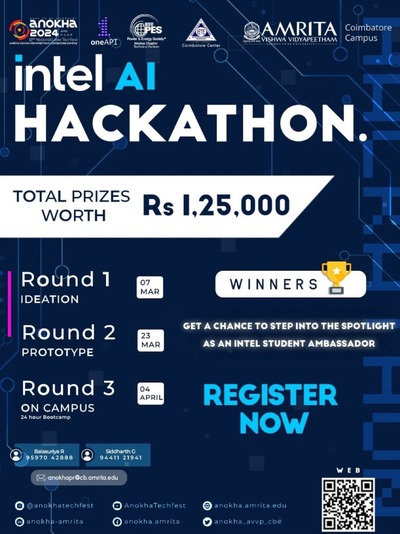 ANOKHA
2024
oneAPI
IEEE
PES
Power & Energy Society
Coimbatore Center
AMRITA
VISHWA VIDYAPEETHAM
Coimbatore
Campus
intel AI
HACKATHON.
TOTAL PRIZES
WORTH
Rs 1,25,000
Round 1
IDEATION
07
MAR
Round 2
PROTOTYPE
23
MAR
Round 3
ON CAMPUS
24 hour Bootcamp
04
APRIL
WINNERS
GET A CHANCE TO STEP INTO THE SPOTLIGHT
AS AN INTEL STUDENT AMBASSADOR
REGISTER
NOW
Balasuriya R
95970 42888
Siddharth G
94411 21941
anokhapr@cb.amrita.edu
WEB
@anokhatechfest
AnokhaTechfest
anokha.amrita.edu
anokha-amrita
anokha.amrita
anokha_avvp_cbe